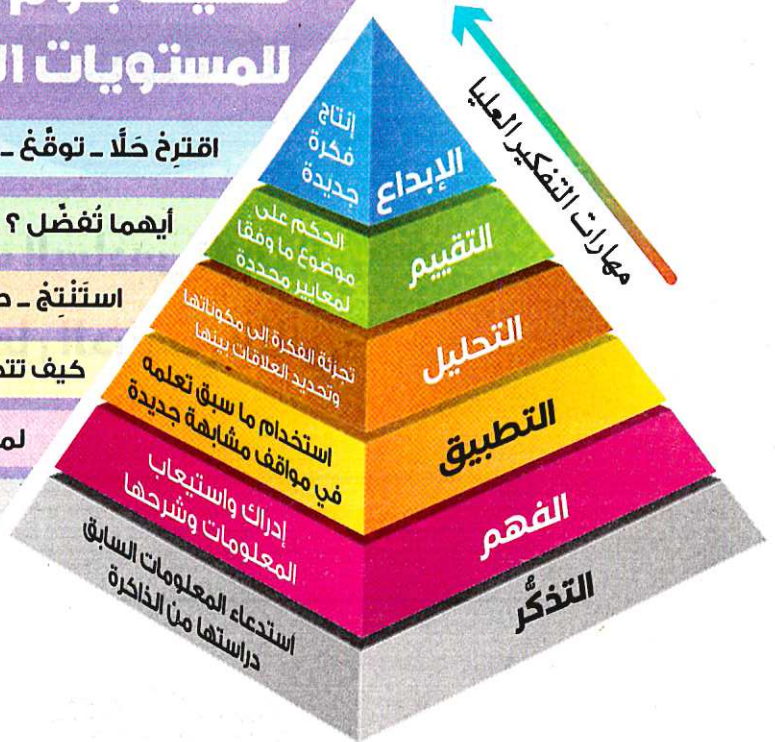 للمستويات
اقترِحْ حَلًّا ـ توقَّعْ ـ
أيهما تُفضِّل ؟
استَنْتِجْ ـ
كيف
مهارات التفكير العليا
الإبداع
إنتاج
فكرة
جديدة
التقييم
الحكم على
موضوع ما وفقًا
لمعايير محددة
التحليل
تجزئة الفكرة إلى مكوناتها
وتحديد العلاقات بينها
التطبيق
استخدام ما سبق تعلمه
في مواقف مشابهة جديدة
الفهم
إدراك واستيعاب
المعلومات وشرحها
التذكُّر
استدعاء المعلومات السابق
دراستها من الذاكرة